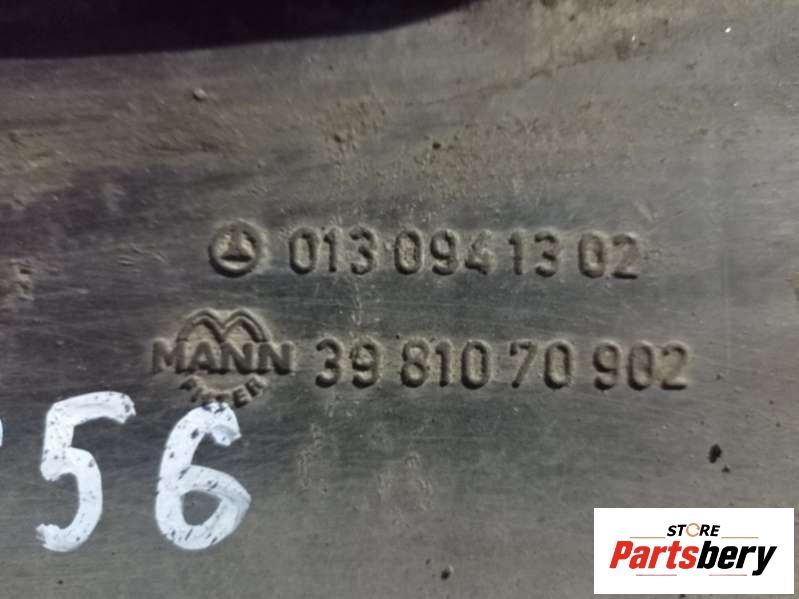 013 094 13 02
MANN 39 810 70 902
FILTER
56
STORE
Partsbery